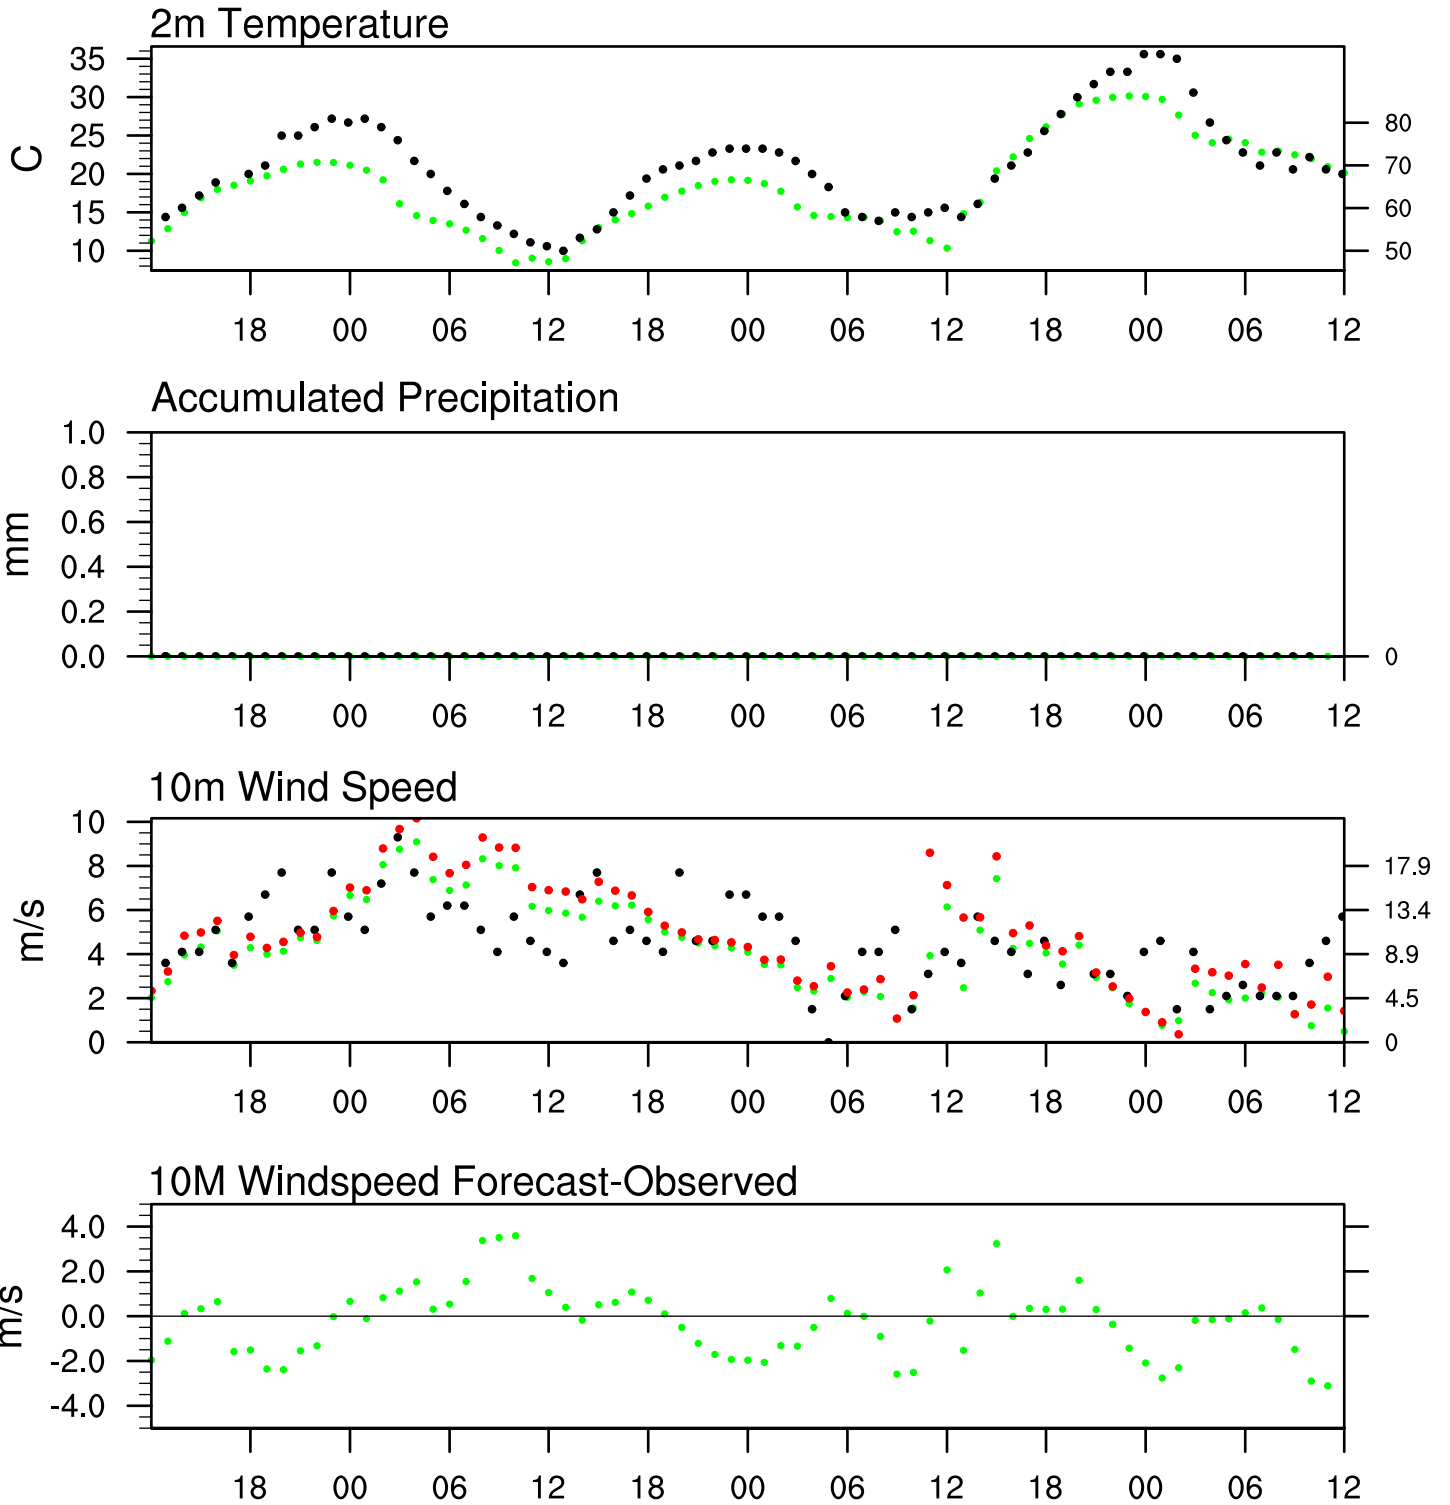 2m Temperature
35
30
25
20
15
10
C
80
70
60
50
18 00 06 12 18 00 06 12 18 00 06 12
Accumulated Precipitation
1.0
0.8
0.6
0.4
0.2
0.0
mm
0
18 00 06 12 18 00 06 12 18 00 06 12
10m Wind Speed
10
8
6
4
2
0
m/s
17.9
13.4
8.9
4.5
0
18 00 06 12 18 00 06 12 18 00 06 12
10M Windspeed Forecast-Observed
4.0
2.0
0.0
-2.0
-4.0
m/s
18 00 06 12 18 00 06 12 18 00 06 12